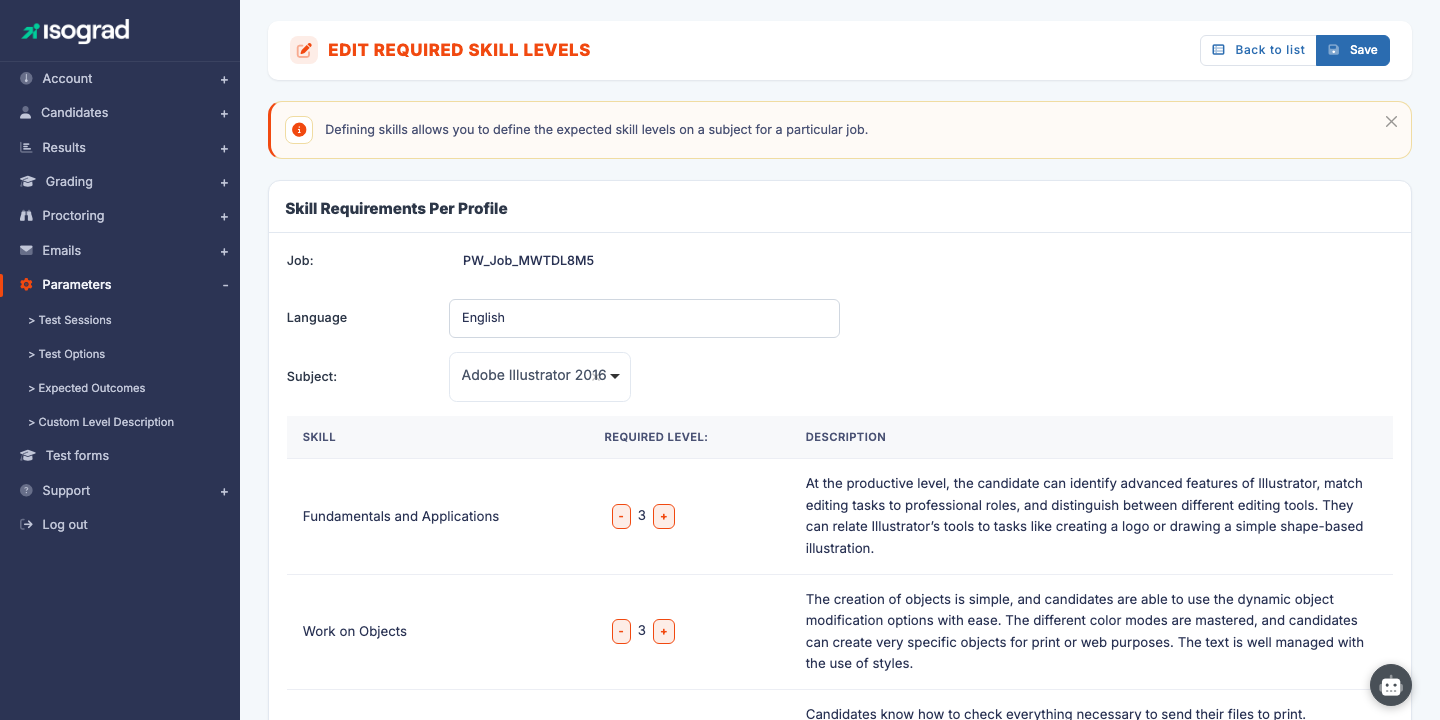 isograd
EDIT REQUIRED SKILL LEVELS
Back to list
Save
Account +
Candidates +
Results +
Grading +
Proctoring +
Emails +
Parameters -
> Test Sessions
> Test Options
> Expected Outcomes
> Custom Level Description
Test forms
Support +
Log out
Defining skills allows you to define the expected skill levels on a subject for a particular job.
Skill Requirements Per Profile
Job: PW_Job_MWTDL8M5
Language English
Subject: Adobe Illustrator 2016
SKILL REQUIRED LEVEL: DESCRIPTION
Fundamentals and Applications - 3 +
At the productive level, the candidate can identify advanced features of Illustrator, match
editing tasks to professional roles, and distinguish between different editing tools. They
can relate Illustrator’s tools to tasks like creating a logo or drawing a simple shape-based
illustration.
Work on Objects - 3 +
The creation of objects is simple, and candidates are able to use the dynamic object
modification options with ease. The different color modes are mastered, and candidates
can create very specific objects for print or web purposes. The text is well managed with
the use of styles.
Candidates know how to check everything necessary to send their files to print.